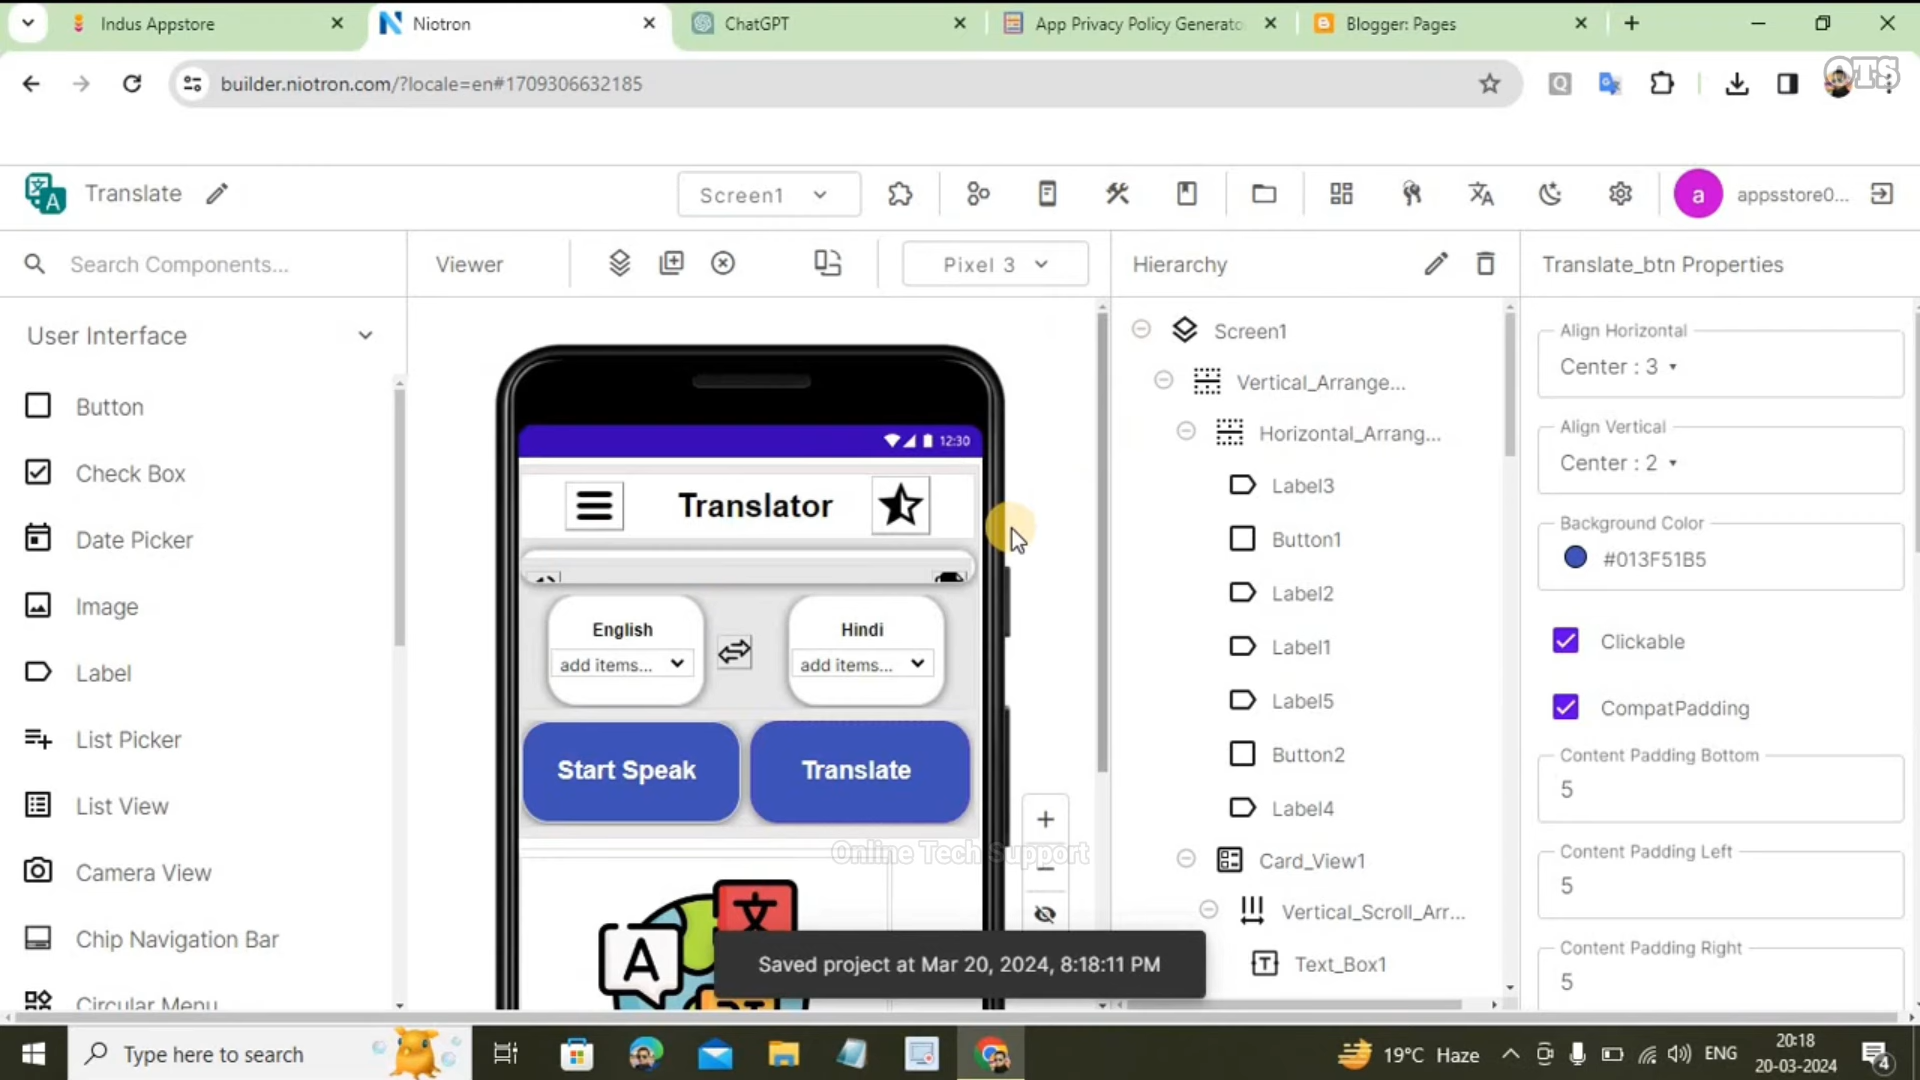 Indus Appstore
Niotron
ChatGPT
App Privacy Policy Generato
Blogger: Pages
builder.niotron.com/?locale=en#1709306632185
OTS
Translate
Screen1
a
appsstore0...
Search Components...
Viewer
Pixel 3
Hierarchy
Translate_btn Properties
User Interface
Button
Check Box
Date Picker
Image
Label
List Picker
List View
Camera View
Chip Navigation Bar
Circular Menu
12:30
Translator
English
add items...
Hindi
add items...
Start Speak
Translate
Online Tech Support
文
A
Saved project at Mar 20, 2024, 8:18:11 PM
Screen1
Vertical_Arrange...
Horizontal_Arrang...
Label3
Button1
Label2
Label1
Label5
Button2
Label4
Card_View1
Vertical_Scroll_Arr...
Text_Box1
Align Horizontal
Center : 3
Align Vertical
Center : 2
Background Color
#013F51B5
Clickable
CompatPadding
Content Padding Bottom
5
Content Padding Left
5
Content Padding Right
5
Type here to search
19°C Haze
ENG
20:18
20-03-2024
4